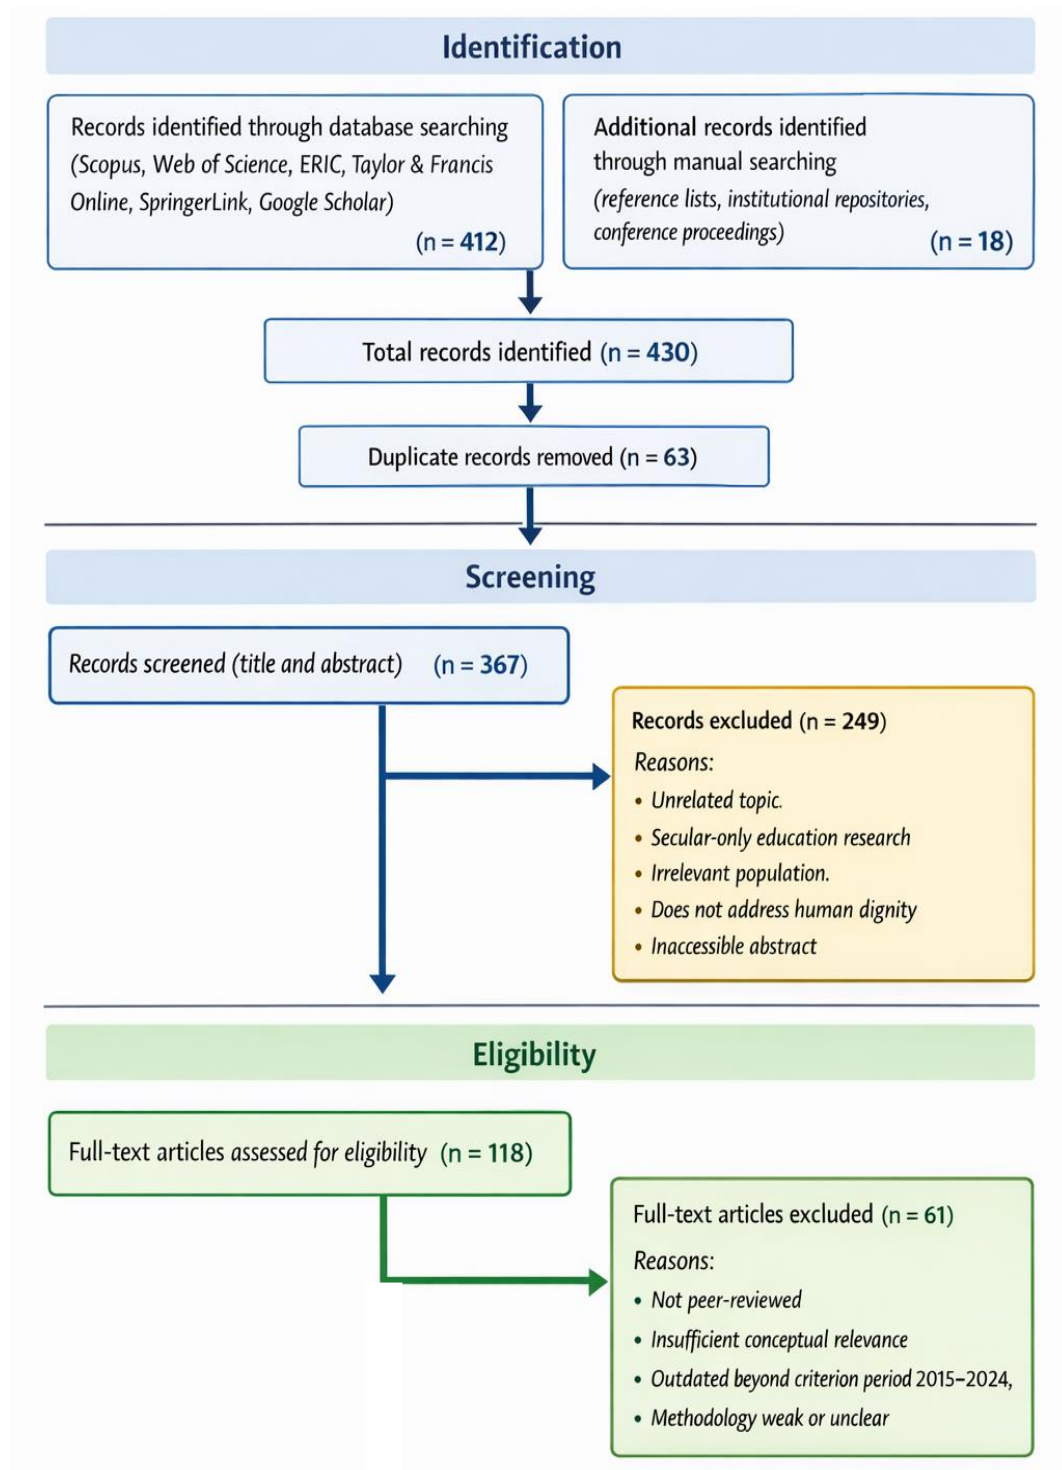 Identification
Records identified through database searching
(Scopus, Web of Science, ERIC, Taylor & Francis
Online, SpringerLink, Google Scholar)
(n = 412)
Additional records identified
through manual searching
(reference lists, institutional repositories,
conference proceedings)
(n = 18)
Total records identified (n = 430)
Duplicate records removed (n = 63)
Screening
Records screened (title and abstract) (n = 367)
Records excluded (n = 249)
Reasons:
• Unrelated topic.
• Secular-only education research
• Irrelevant population.
• Does not address human dignity
• Inaccessible abstract
Eligibility
Full-text articles assessed for eligibility (n = 118)
Full-text articles excluded (n = 61)
Reasons:
• Not peer-reviewed
• Insufficient conceptual relevance
• Outdated beyond criterion period 2015–2024,
• Methodology weak or unclear